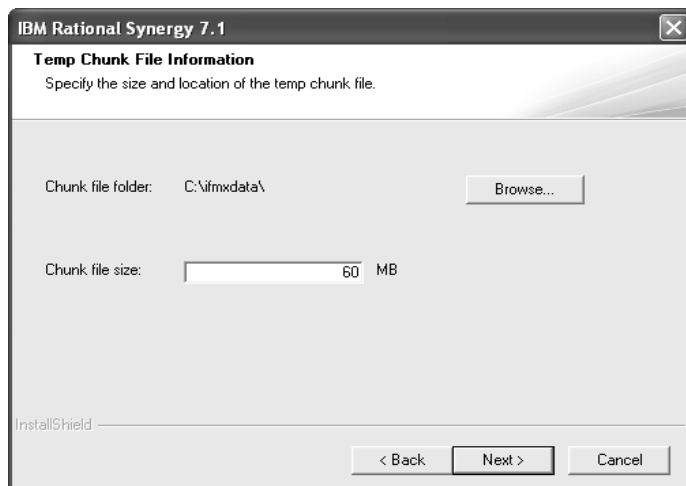 IBM Rational Synergy 7.1
Temp Chunk File Information
Specify the size and location of the temp chunk file.
Chunk file folder: C:\ifmxdata\ Browse...
Chunk file size: 60 MB
InstallShield
< Back Next > Cancel